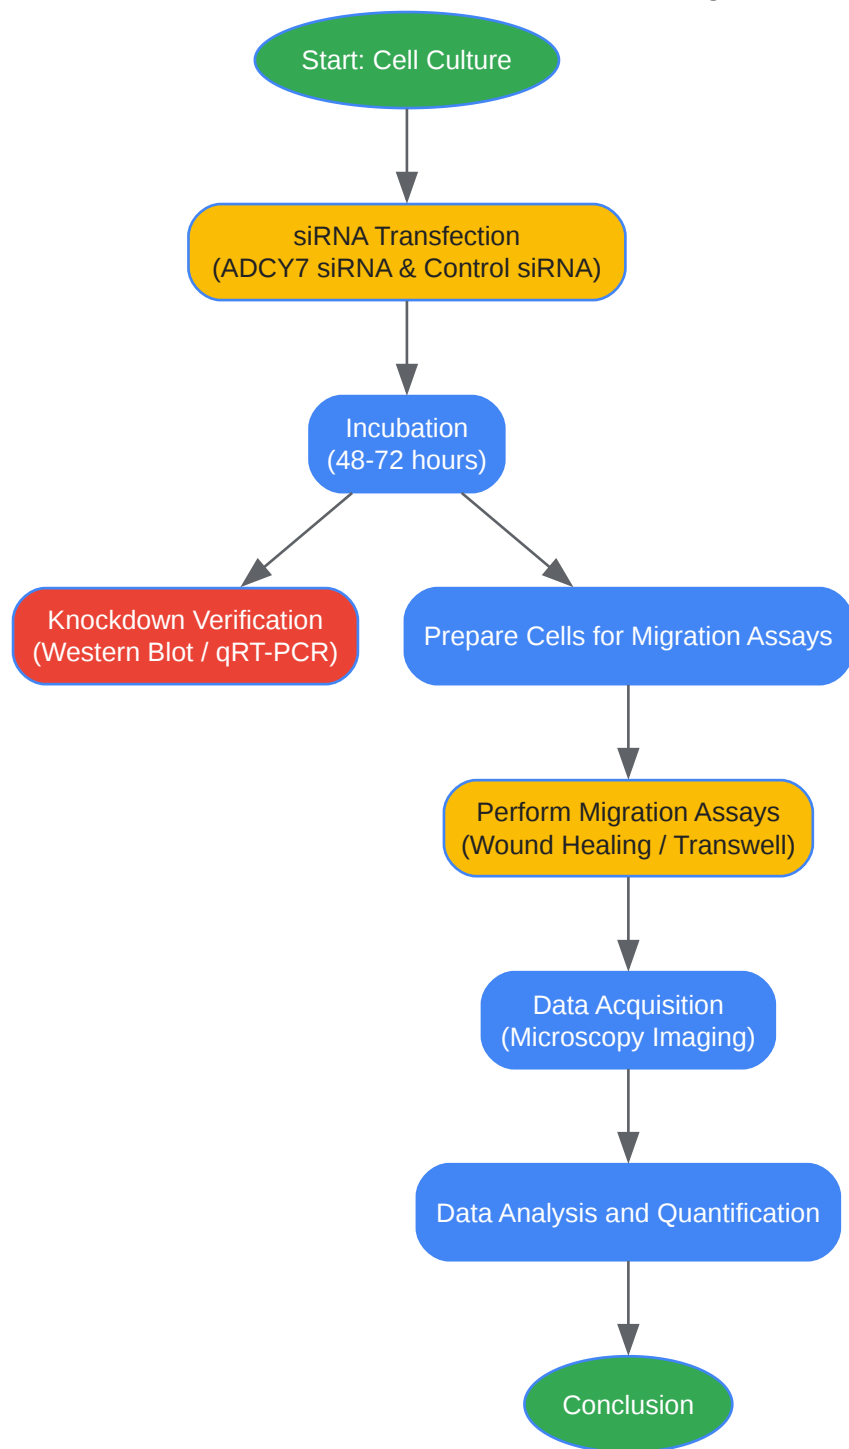 Start: Cell Culture
siRNA Transfection
(ADCY7 siRNA & Control siRNA)
Incubation
(48-72 hours)
Knockdown Verification
(Western Blot / qRT-PCR)
Prepare Cells for Migration Assays
Perform Migration Assays
(Wound Healing / Transwell)
Data Acquisition
(Microscopy Imaging)
Data Analysis and Quantification
Conclusion